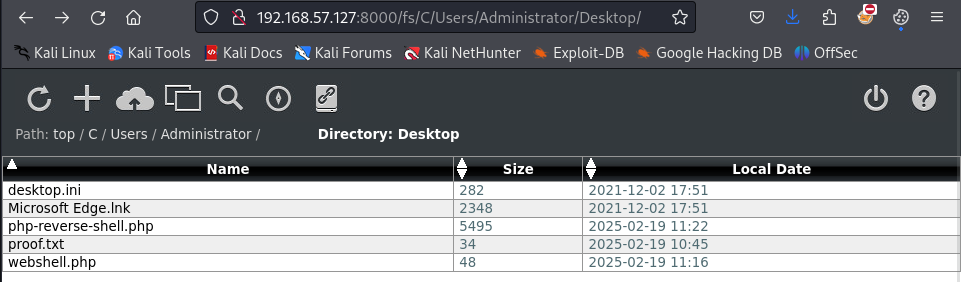 192.168.57.127:8000/fs/C/Users/Administrator/Desktop/
Kali Linux Kali Tools Kali Docs Kali Forums Kali NetHunter Exploit-DB Google Hacking DB OffSec
Path: top / C / Users / Administrator / Directory: Desktop
Name Size Local Date
desktop.ini 282 2021-12-02 17:51
Microsoft Edge.lnk 2348 2021-12-02 17:51
php-reverse-shell.php 5495 2025-02-19 11:22
proof.txt 34 2025-02-19 10:45
webshell.php 48 2025-02-19 11:16